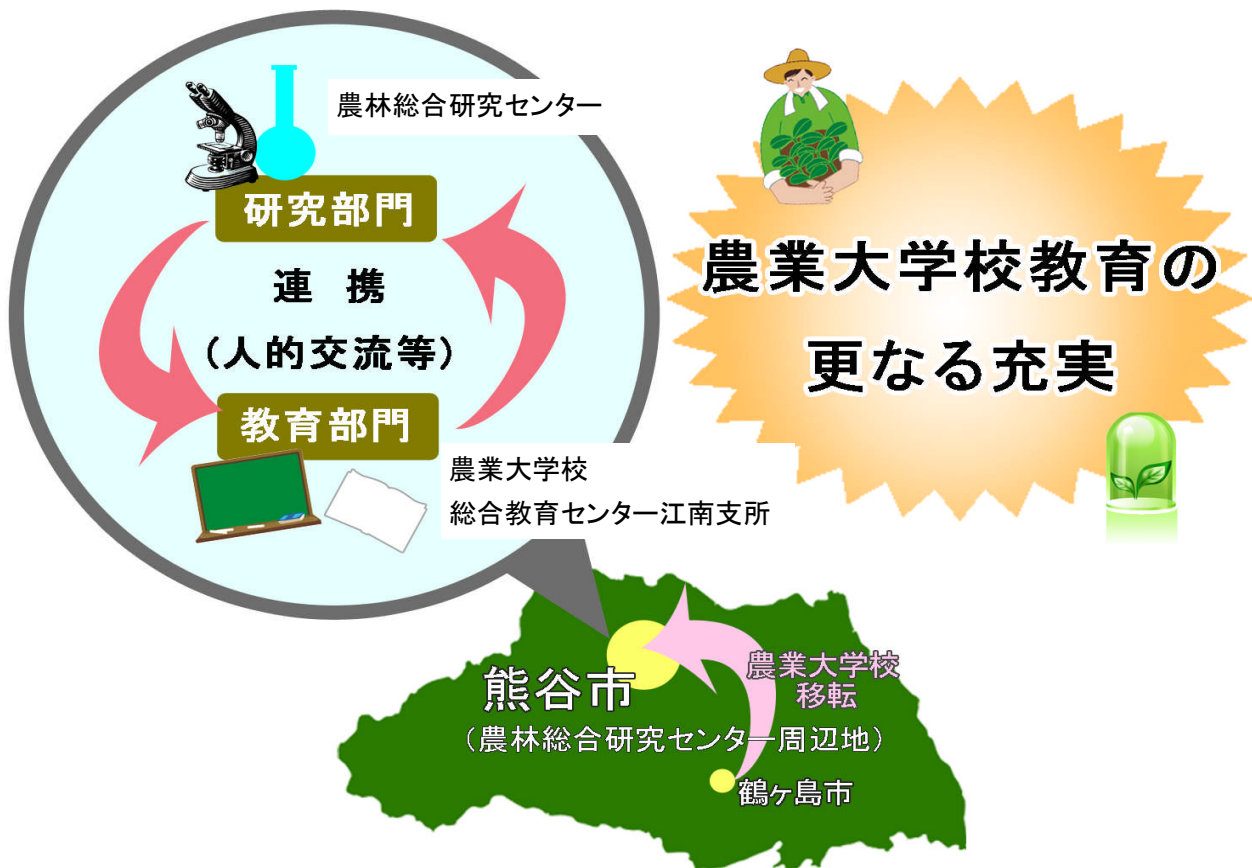 農林総合研究センター
研究部門
連携
（人的交流等）
教育部門
農業大学校
総合教育センター江南支所
農業大学校教育の
更なる充実
農業大学校
移転
熊谷市
（農林総合研究センター周辺地）
鶴ヶ島市